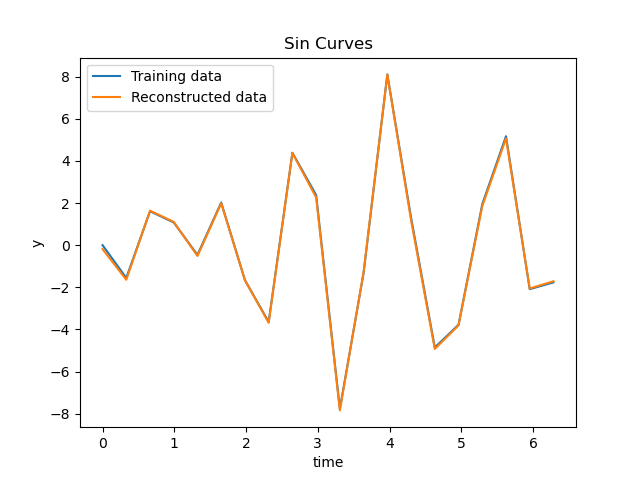 Sin Curves
Training data
Reconstructed data
8
6
4
2
0
−2
−4
−6
−8
y
0 1 2 3 4 5 6
time